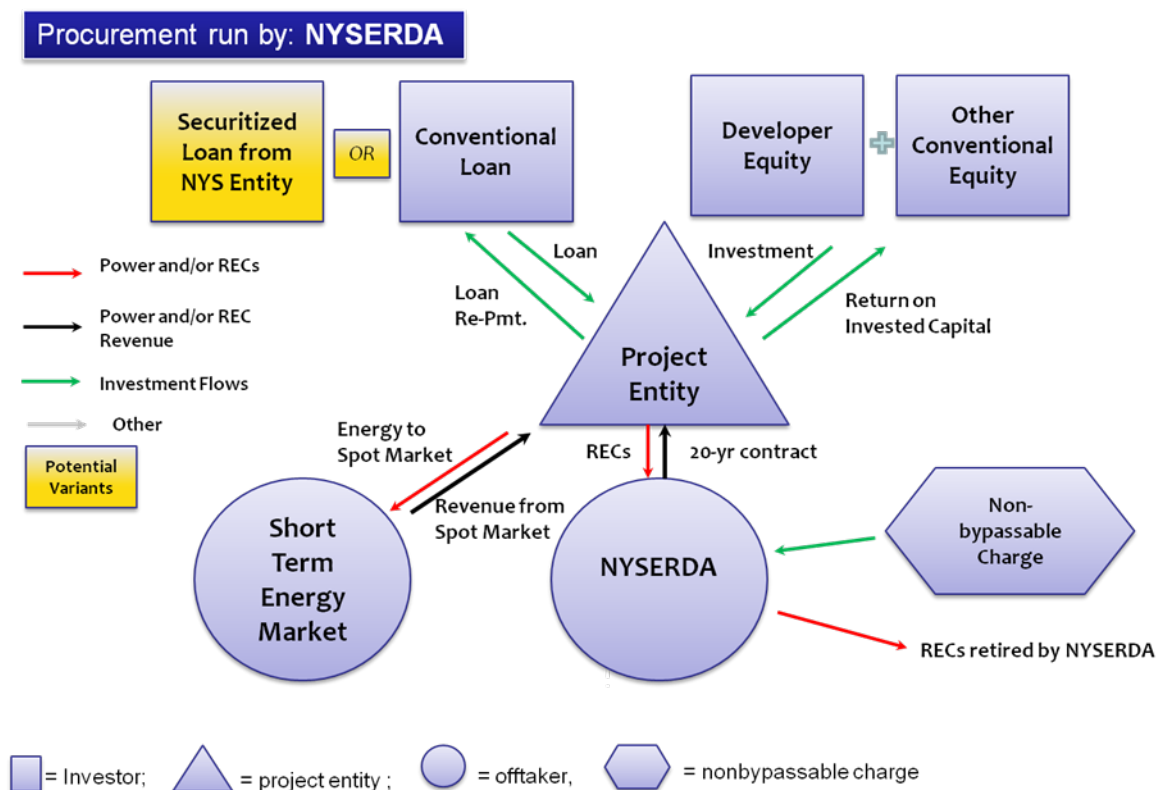 Procurement run by: NYSERDA
Securitized
Loan from
NYS Entity
OR
Conventional
Loan
Developer
Equity
Other
Conventional
Equity
Power and/or RECs
Power and/or REC
Revenue
Investment Flows
Other
Potential
Variants
Loan
Loan
Re-Pmt.
Investment
Return on
Invested Capital
Project
Entity
Energy to
Spot Market
Revenue from
Spot Market
RECs
20-yr contract
Short
Term
Energy
Market
NYSERDA
Non-
bypassable
Charge
RECs retired by NYSERDA
= Investor;
= project entity ;
= offtaker,
= nonbypassable charge